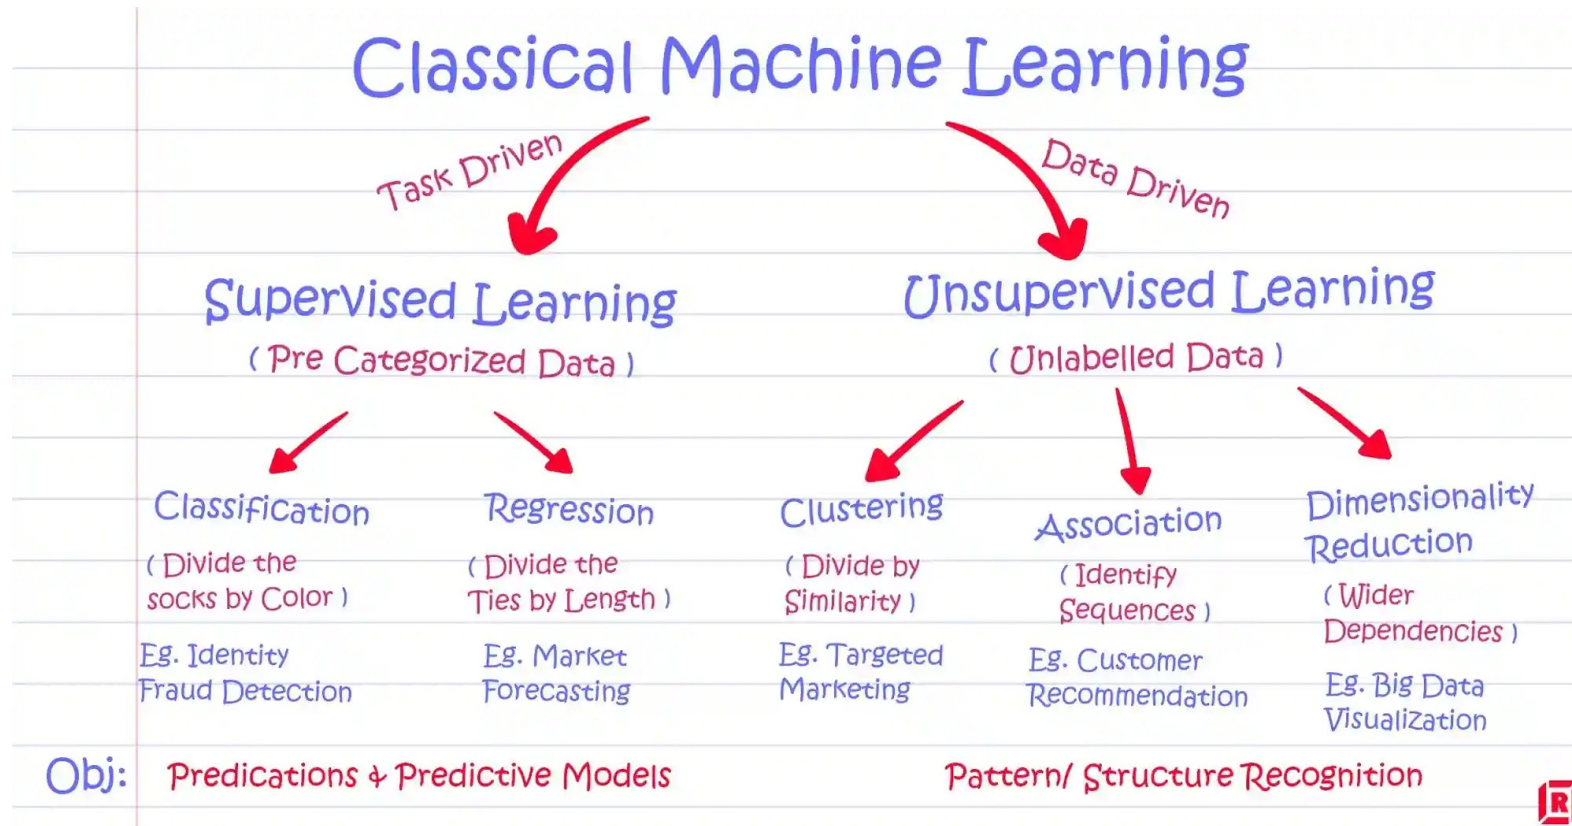 Classical Machine Learning
Task Driven
Data Driven
Supervised Learning
( Pre Categorized Data )
Unsupervised Learning
( Unlabelled Data )
Classification
( Divide the
socks by Color )
Eg. Identity
Fraud Detection
Regression
( Divide the
Ties by Length )
Eg. Market
Forecasting
Clustering
( Divide by
Similarity )
Eg. Targeted
Marketing
Association
( Identify
Sequences )
Eg. Customer
Recommendation
Dimensionality
Reduction
( Wider
Dependencies )
Eg. Big Data
Visualization
Obj: Predications & Predictive Models
Pattern/ Structure Recognition
R